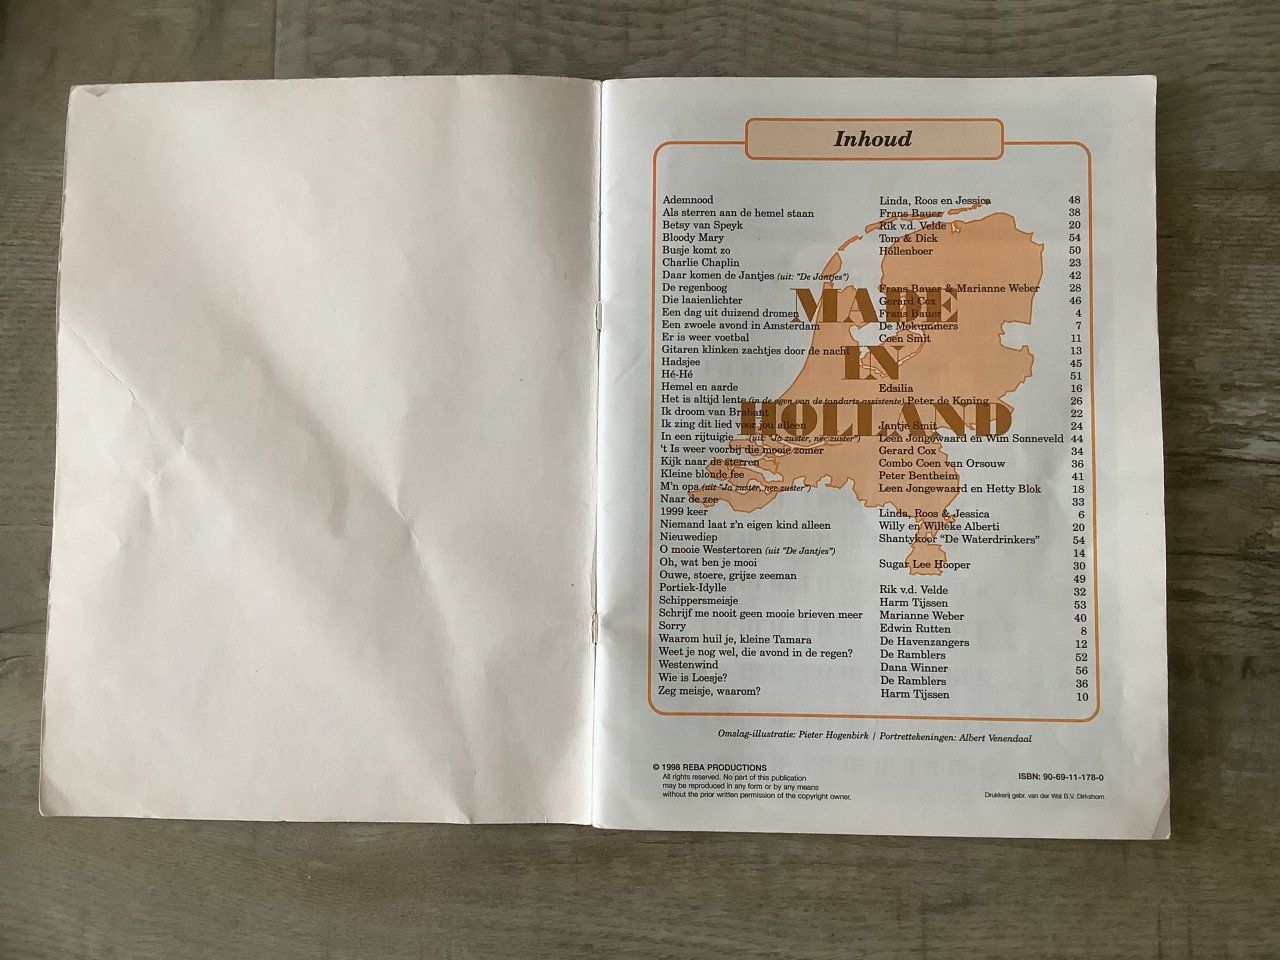 Inhoud
Ademnood Linda, Roos en Jessica 48
Als sterren aan de hemel staan Frans Bauer 38
Betsy van Speyk Rik v.d. Velde 20
Bloody Mary Tom & Dick 54
Busje komt zo Höllenboer 50
Charlie Chaplin 23
Daar komen de Jantjes (uit: "De Jantjes") 42
De regenboog Frans Bauer & Marianne Weber 28
Die laaienlichter Gerard Cox 46
Een dag uit duizend dromen Frans Bauer 4
Een zwoele avond in Amsterdam De Mokummers 7
Er is weer voetbal Coen Smit 11
Gitaren klinken zachtjes door de nacht 13
Hadsjee 45
Hé-Hé 51
Hemel en aarde Edsilia 16
Het is altijd lente (in de ogen van de tandarts-assistente) Peter de Koning 26
Ik droom van Brabant 22
Ik zing dit lied voor jou alleen Jantje Smit 24
In een rijtuigie (uit: "Ja zuster, nee zuster") Leen Jongewaard en Wim Sonneveld 44
't Is weer voorbij die mooie zomer Gerard Cox 34
Kijk naar de sterren Combo Coen van Orsouw 36
Kleine blonde fee Peter Bentheim 41
M'n opa (uit "Ja zuster, nee zuster") Leen Jongewaard en Hetty Blok 18
Naar de zee 33
1999 keer Linda, Roos & Jessica 6
Niemand laat z'n eigen kind alleen Willy en Willeke Alberti 20
Nieuwediep Shantykoor "De Waterdrinkers" 54
O mooie Westertoren (uit "De Jantjes") 14
Oh, wat ben je mooi Sugar Lee Hooper 30
Ouwe, stoere, grijze zeeman 49
Portiek-Idylle Rik v.d. Velde 32
Schippersmeisje Harm Tijssen 53
Schrijf me nooit geen mooie brieven meer Marianne Weber 40
Sorry Edwin Rutten 8
Waarom huil je, kleine Tamara De Havenzangers 12
Weet je nog wel, die avond in de regen? De Ramblers 52
Westenwind Dana Winner 56
Wie is Loesje? De Ramblers 36
Zeg meisje, waarom? Harm Tijssen 10
MADE
IN
HOLLAND
Omslag-illustratie: Pieter Hogenbirk / Portrettekeningen: Albert Venendaal
© 1998 REBA PRODUCTIONS
All rights reserved. No part of this publication
may be reproduced in any form or by any means
without the prior written permission of the copyright owner.
ISBN: 90-69-11-178-0
Drukkerij gebr. van der Wal B.V. Dirkshorn